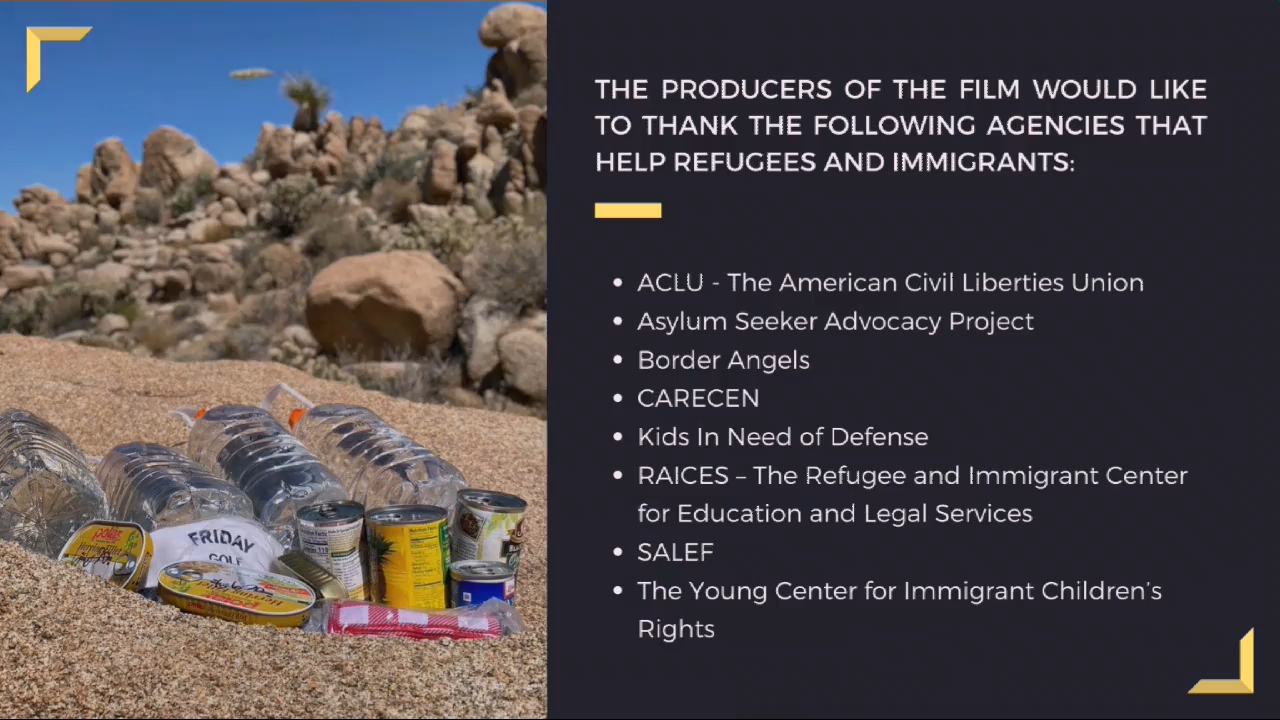 THE PRODUCERS OF THE FILM WOULD LIKE
TO THANK THE FOLLOWING AGENCIES THAT
HELP REFUGEES AND IMMIGRANTS:
• ACLU - The American Civil Liberties Union
• Asylum Seeker Advocacy Project
• Border Angels
• CARECEN
• Kids In Need of Defense
• RAICES – The Refugee and Immigrant Center
for Education and Legal Services
• SALEF
• The Young Center for Immigrant Children's
Rights
FRIDAY
GOLF